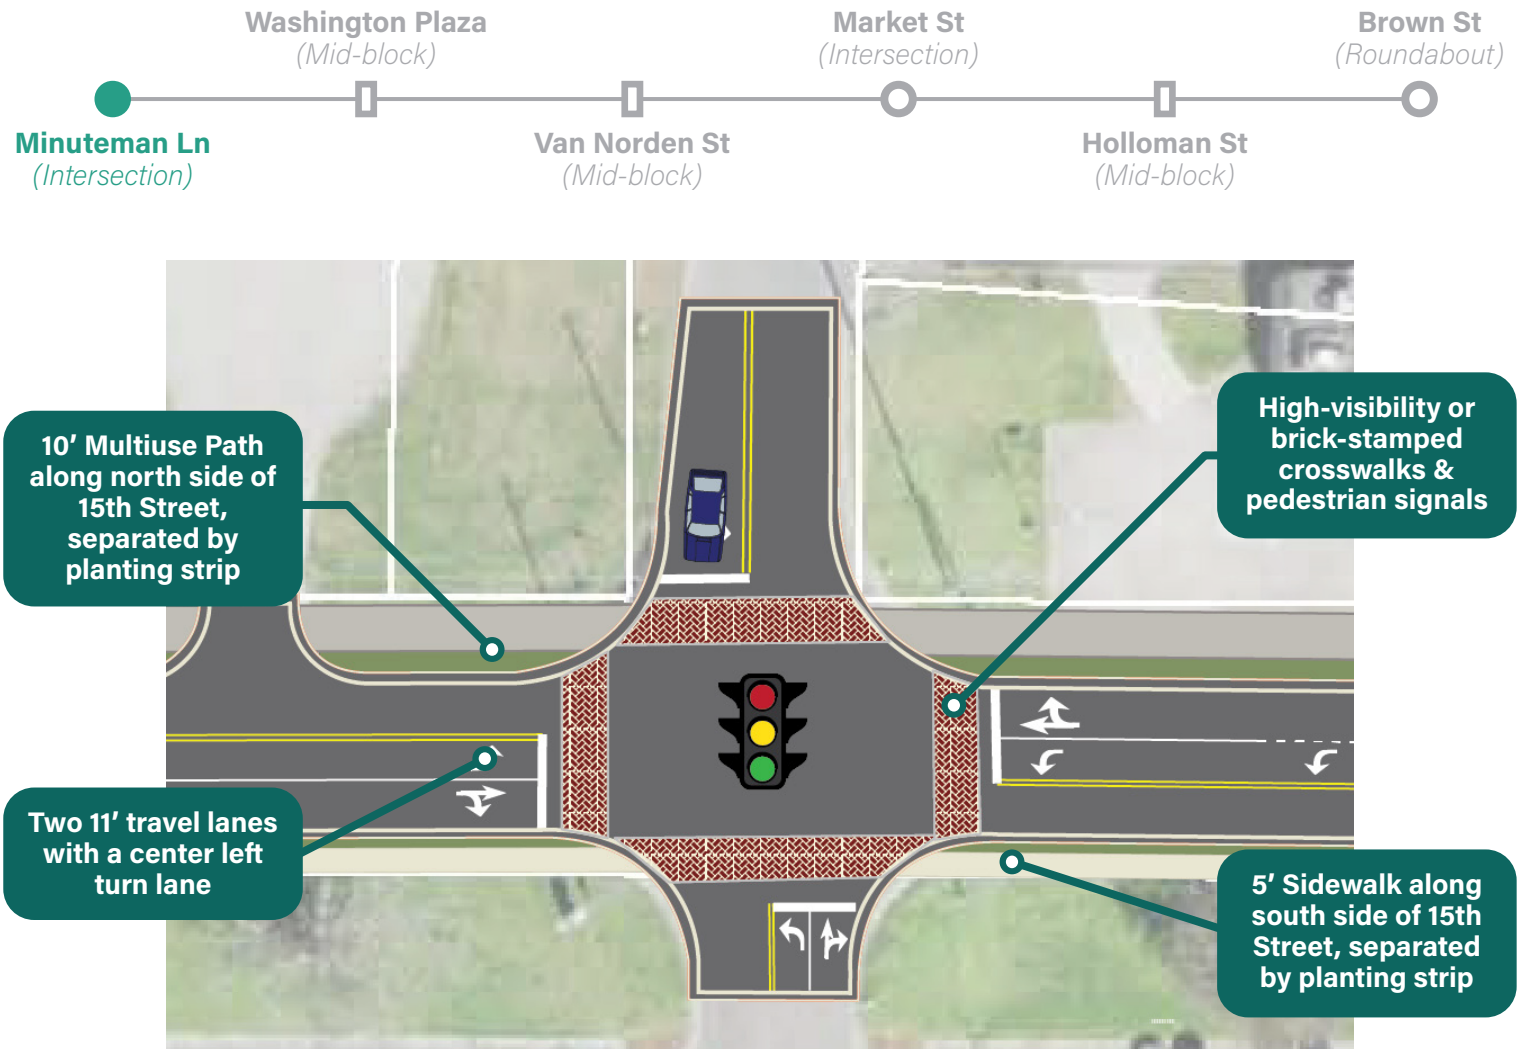 Washington Plaza
(Mid-block)
Market St
(Intersection)
Brown St
(Roundabout)
Minuteman Ln
(Intersection)
Van Norden St
(Mid-block)
Holloman St
(Mid-block)
10’ Multiuse Path
along north side of
15th Street,
separated by
planting strip
High-visibility or
brick-stamped
crosswalks &
pedestrian signals
Two 11’ travel lanes
with a center left
turn lane
5’ Sidewalk along
south side of 15th
Street, separated
by planting strip